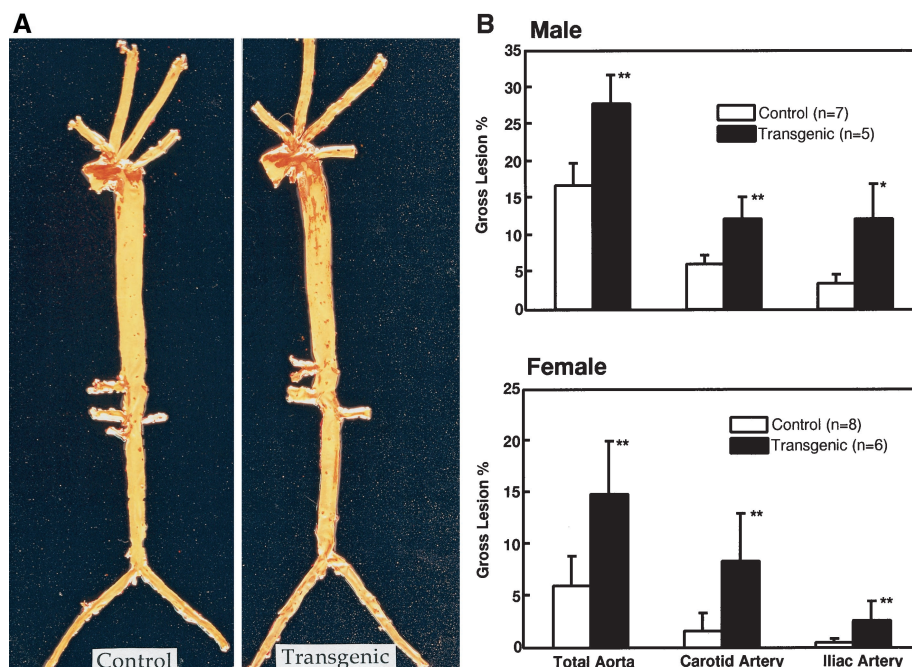 A
Control
Transgenic
B
Male
Gross Lesion %
35
30
25
20
15
10
5
0
Control (n=7)
Transgenic (n=5)
**
**
*
Female
Gross Lesion %
25
20
15
10
5
0
Control (n=8)
Transgenic (n=6)
**
**
**
Total Aorta Carotid Artery Iliac Artery